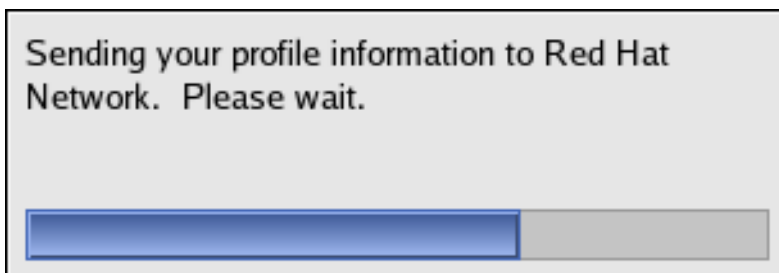 Sending your profile information to Red Hat
Network.  Please wait.